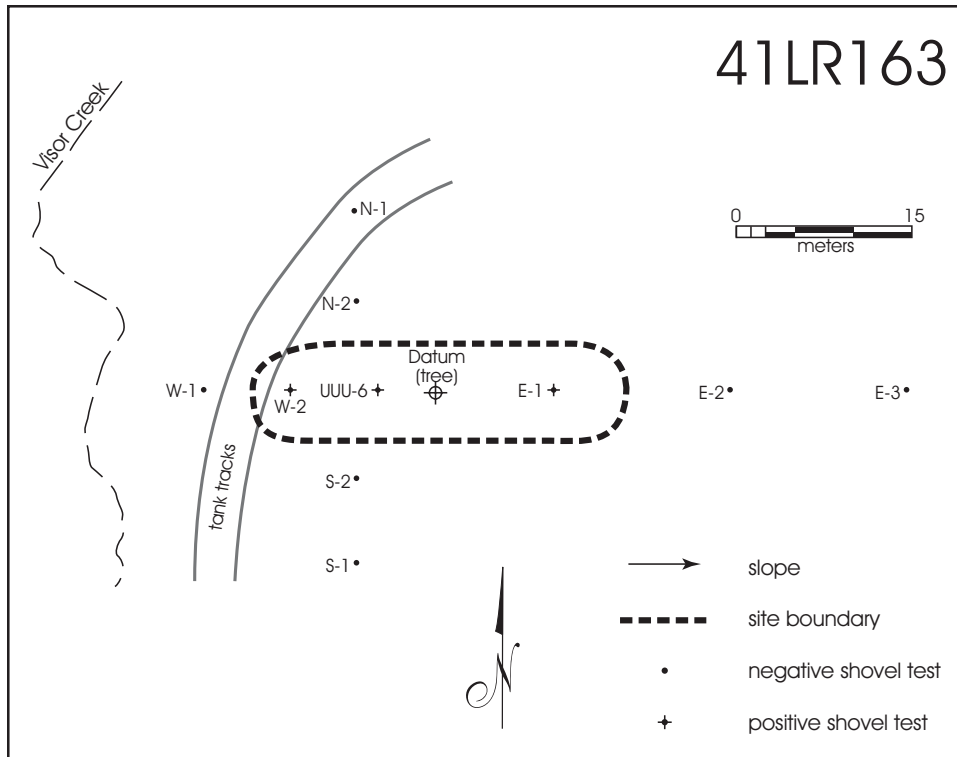 41LR163
Visor Creek
N-1
0 15
meters
N-2
Datum
(tree)
W-1
W-2
UUU-6
E-1
E-2
E-3
tank tracks
S-2
S-1
slope
site boundary
negative shovel test
positive shovel test
N